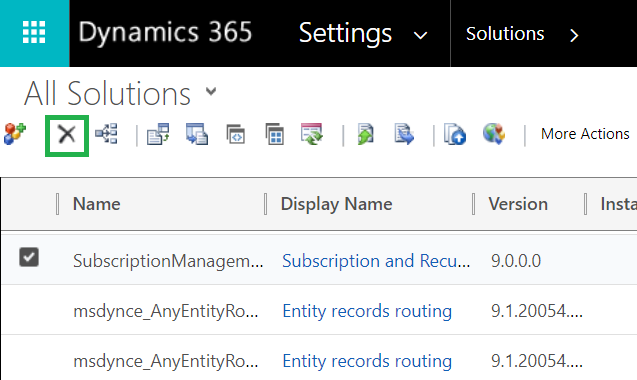 Dynamics 365 Settings Solutions
All Solutions
More Actions
Name Display Name Version Insta
SubscriptionManagem... Subscription and Recu... 9.0.0.0
msdynce_AnyEntityRo... Entity records routing 9.1.20054....
msdynce_AnyEntityRo... Entity records routing 9.1.20054....